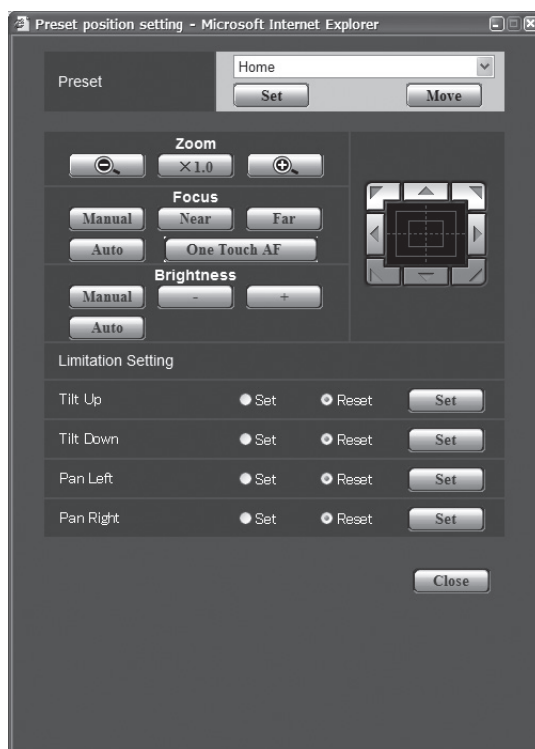 Preset position setting - Microsoft Internet Explorer
Preset
Home
Set Move
Zoom
×1.0
Focus
Manual Near Far
Auto One Touch AF
Brightness
Manual - +
Auto
Limitation Setting
Tilt Up Set Reset Set
Tilt Down Set Reset Set
Pan Left Set Reset Set
Pan Right Set Reset Set
Close